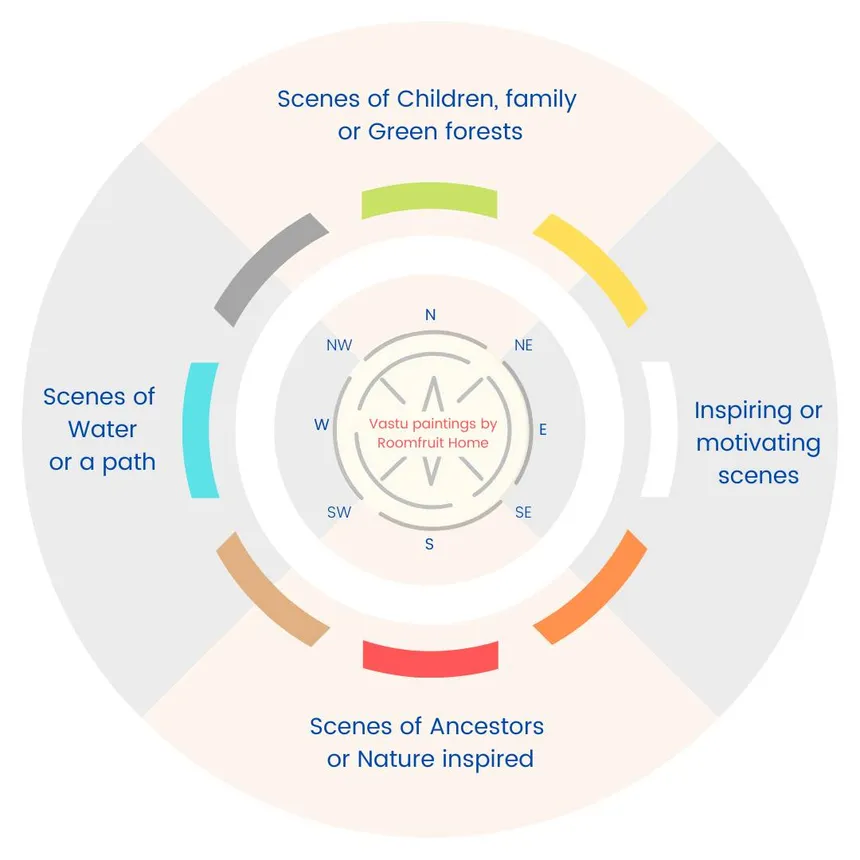 Scenes of Children, family
or Green forests
N
NW
NE
Scenes of
Water
or a path
W
Vastu paintings by
Roomfruit Home
E
Inspiring or
motivating
scenes
SW
SE
S
Scenes of Ancestors
or Nature inspired